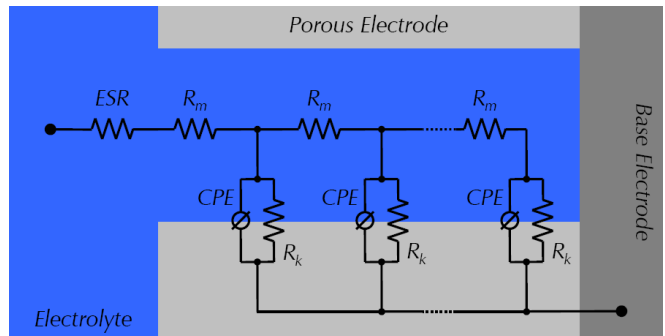 Porous Electrode
ESR
R_m
R_m
R_m
Base Electrode
CPE
CPE
CPE
R_k
R_k
R_k
Electrolyte